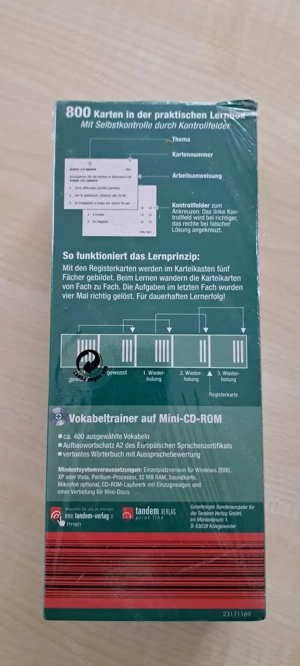 800 Karten in der praktischen Lernbox
Mit Selbstkontrolle durch Kontrollfelder
Thema
Kartennummer
Arbeitsanweisung
Kontrollfelder zum
Ankreuzen: Das linke Kon-
trollfeld wird bei richtiger,
das rechte bei falscher
Lösung angekreuzt.
So funktioniert das Lernprinzip:
Mit den Registerkarten werden im Karteikasten fünf
Fächer gebildet. Beim Lernen wandern die Karteikarten
von Fach zu Fach. Die Aufgaben im letzten Fach wurden
vier Mal richtig gelöst. Für dauerhaften Lernerfolg!
gewusst 1. Wieder- 2. Wieder- 3. Wieder-
holung holung holung
Registerkarte
Vokabeltrainer auf Mini-CD-ROM
ca. 400 ausgewählte Vokabeln
Aufbauwortschatz A2 des Europäischen Sprachenzertifikats
vertontes Wörterbuch mit Aussprachebewertung
Mindestsystemvoraussetzungen: Einzelplatzversion für Windows 2000,
XP oder Vista, Pentium-Prozessor, 32 MB RAM, Soundkarte,
Mikrofon optional, CD-ROM-Laufwerk mit Einzugswagen und
einer Vertiefung für Mini-Discs
www.tandem-verlag.de
tandem VERLAG
print line
Genehmigte Sonderausgabe für
die Tandem Verlag GmbH,
Im Mühlenbruch 1,
D-53639 Königswinter
23171169